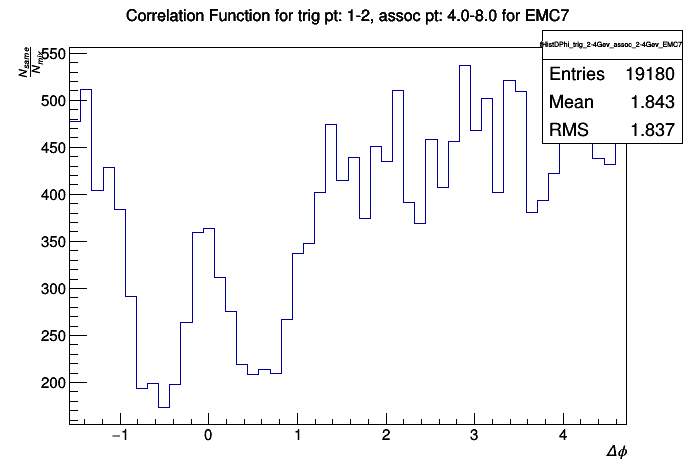 Correlation Function for trig pt: 1-2, assoc pt: 4.0-8.0 for EMC7
HistDPhi_trig_2-4Gev_assoc_2-4Gev_EMC7
Entries 19180
Mean 1.843
RMS 1.837
N_same
N_mix
550
500
450
400
350
300
250
200
−1 0 1 2 3 4
Δφ